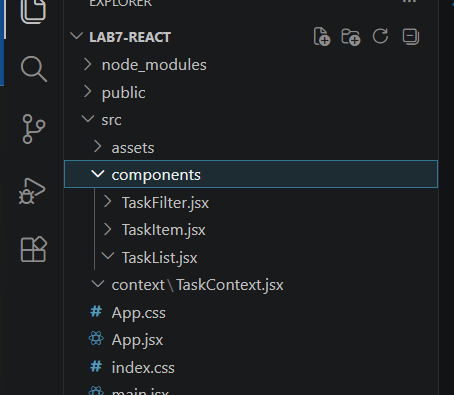 EXPLORER
LAB7-REACT
node_modules
public
src
assets
components
TaskFilter.jsx
TaskItem.jsx
TaskList.jsx
context\TaskContext.jsx
# App.css
App.jsx
# index.css
main.jsx